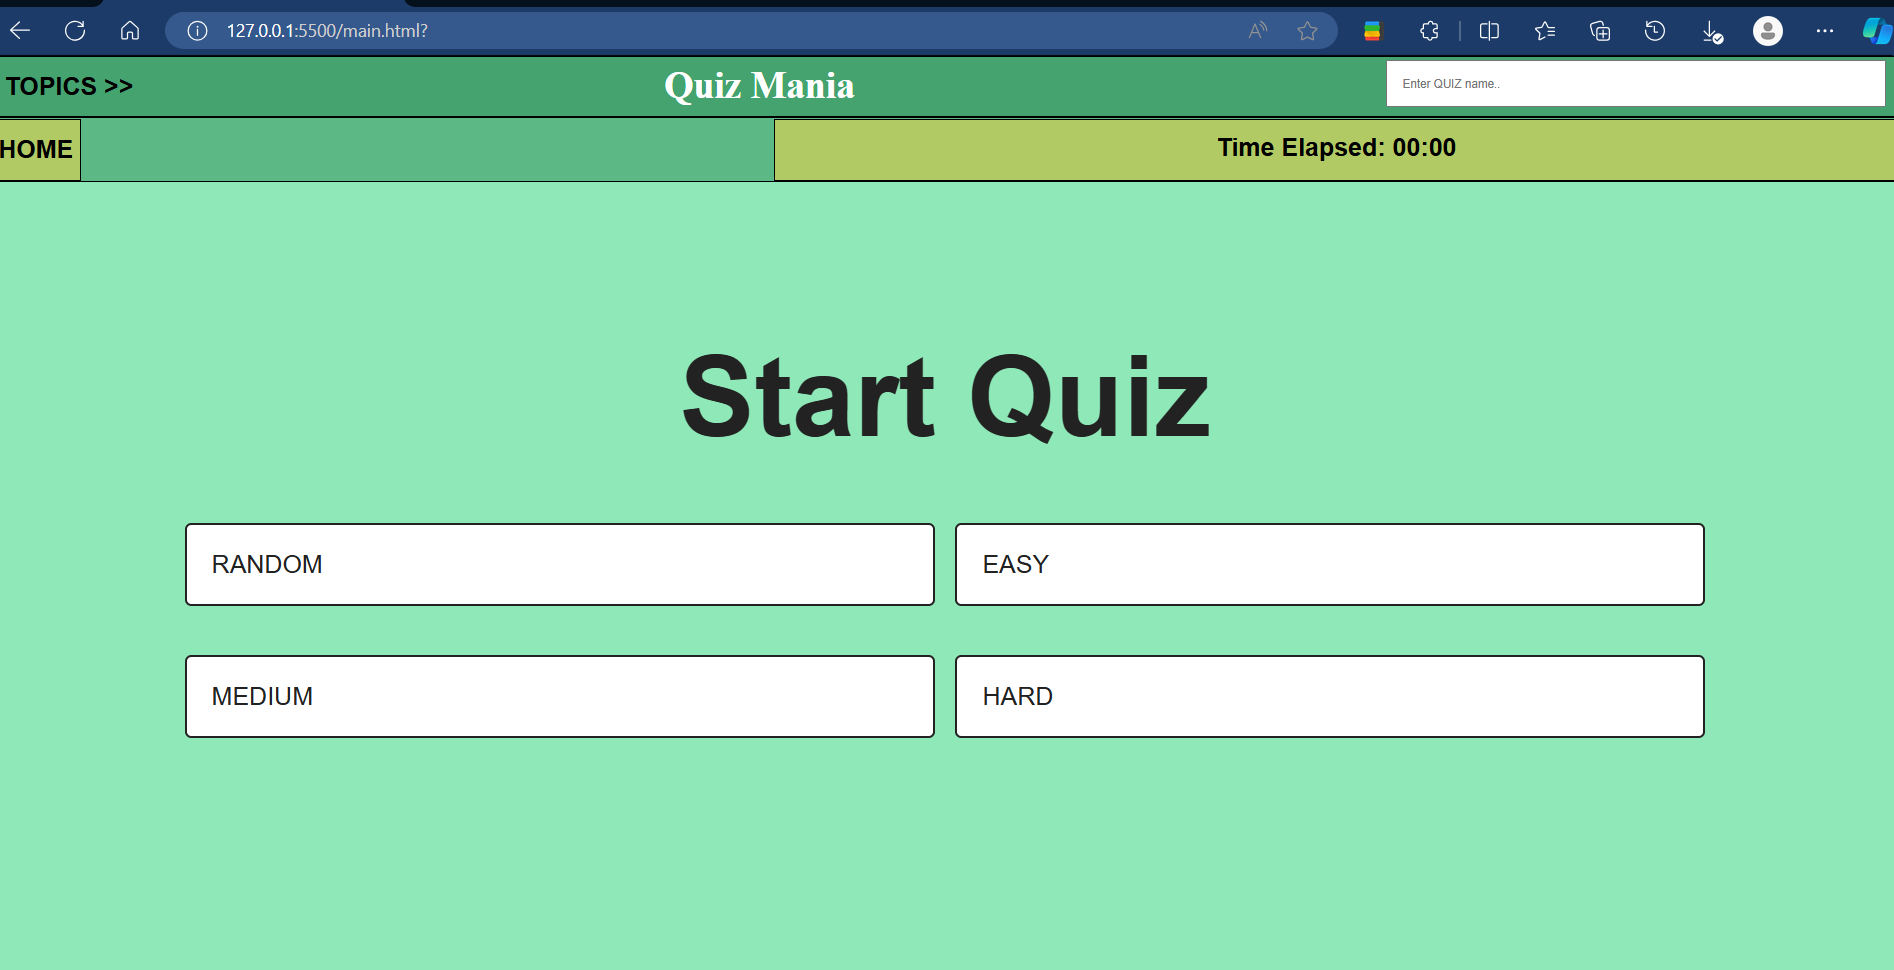 127.0.0.1:5500/main.html?
TOPICS >>
Quiz Mania
Enter QUIZ name..
HOME
Time Elapsed: 00:00
Start Quiz
RANDOM
EASY
MEDIUM
HARD